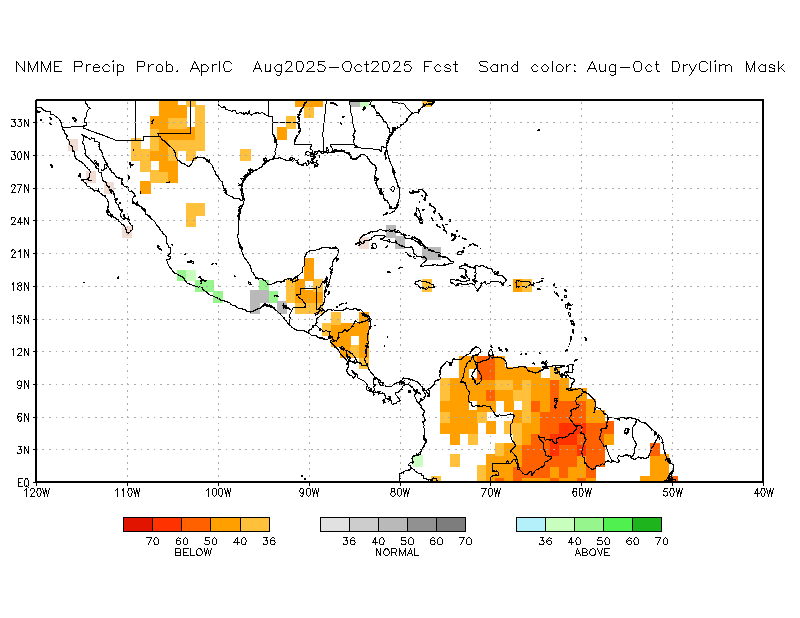 NMME Precip Prob. AprIC  Aug2025-Oct2025 Fcst  Sand color: Aug-Oct DryClim Mask
33N
30N
27N
24N
21N
18N
15N
12N
9N
6N
3N
EQ
120W 110W 100W 90W 80W 70W 60W 50W 40W
70 60 50 40 36 36 40 50 60 70 36 40 50 60 70
BELOW NORMAL ABOVE